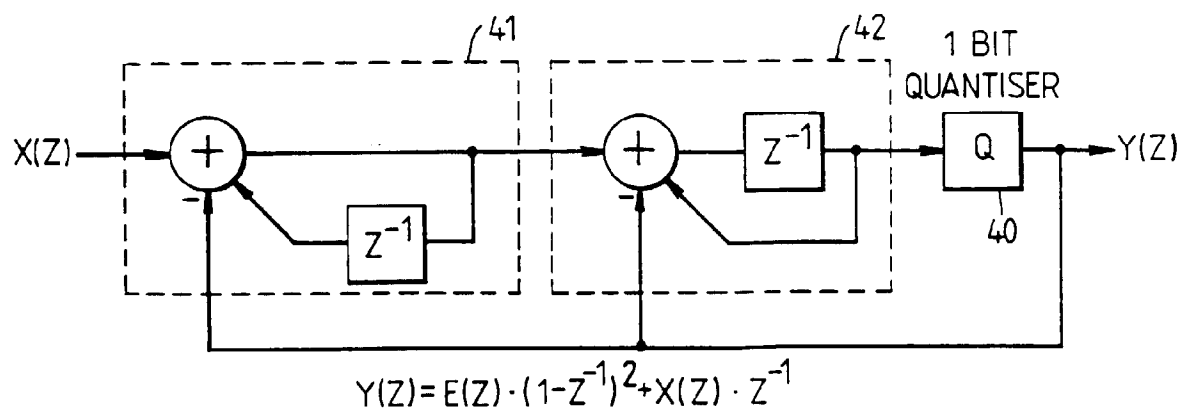 41
42
1 BIT
QUANTISER
X(Z)
+
-
Z⁻¹
+
-
Z⁻¹
Q
40
Y(Z)
Y(Z)=E(Z)·(1-Z⁻¹)²+X(Z)·Z⁻¹